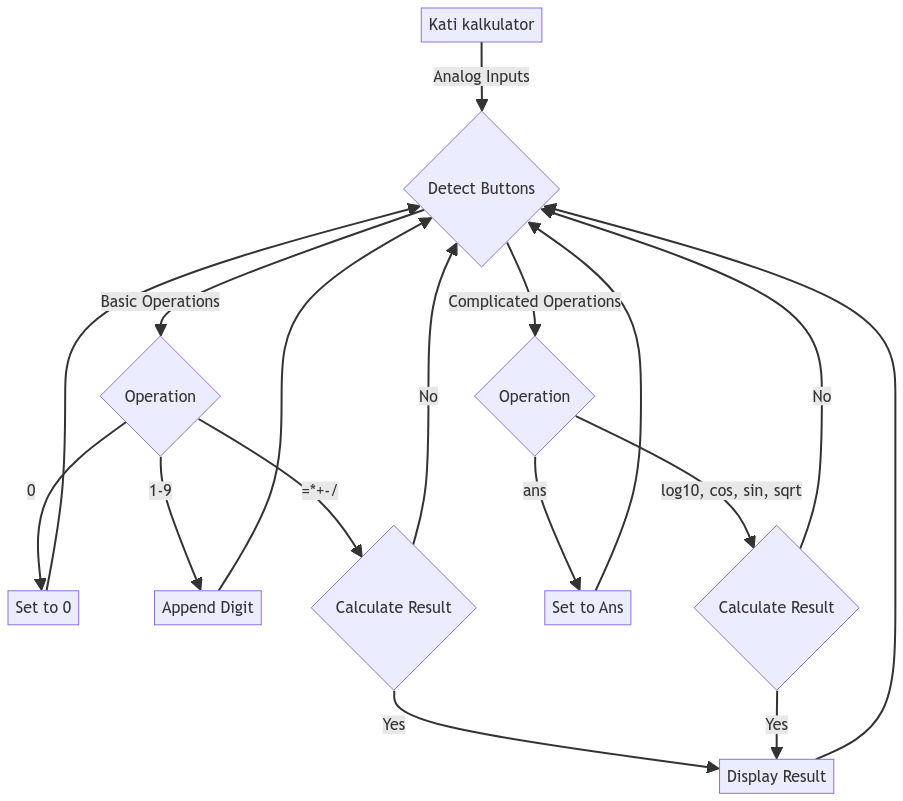 Kati kalkulator
Analog Inputs
Detect Buttons
Basic Operations
Complicated Operations
Operation
Operation
No
No
0
1-9
=*+-/
ans
log10, cos, sin, sqrt
Set to 0
Append Digit
Calculate Result
Set to Ans
Calculate Result
Yes
Yes
Display Result